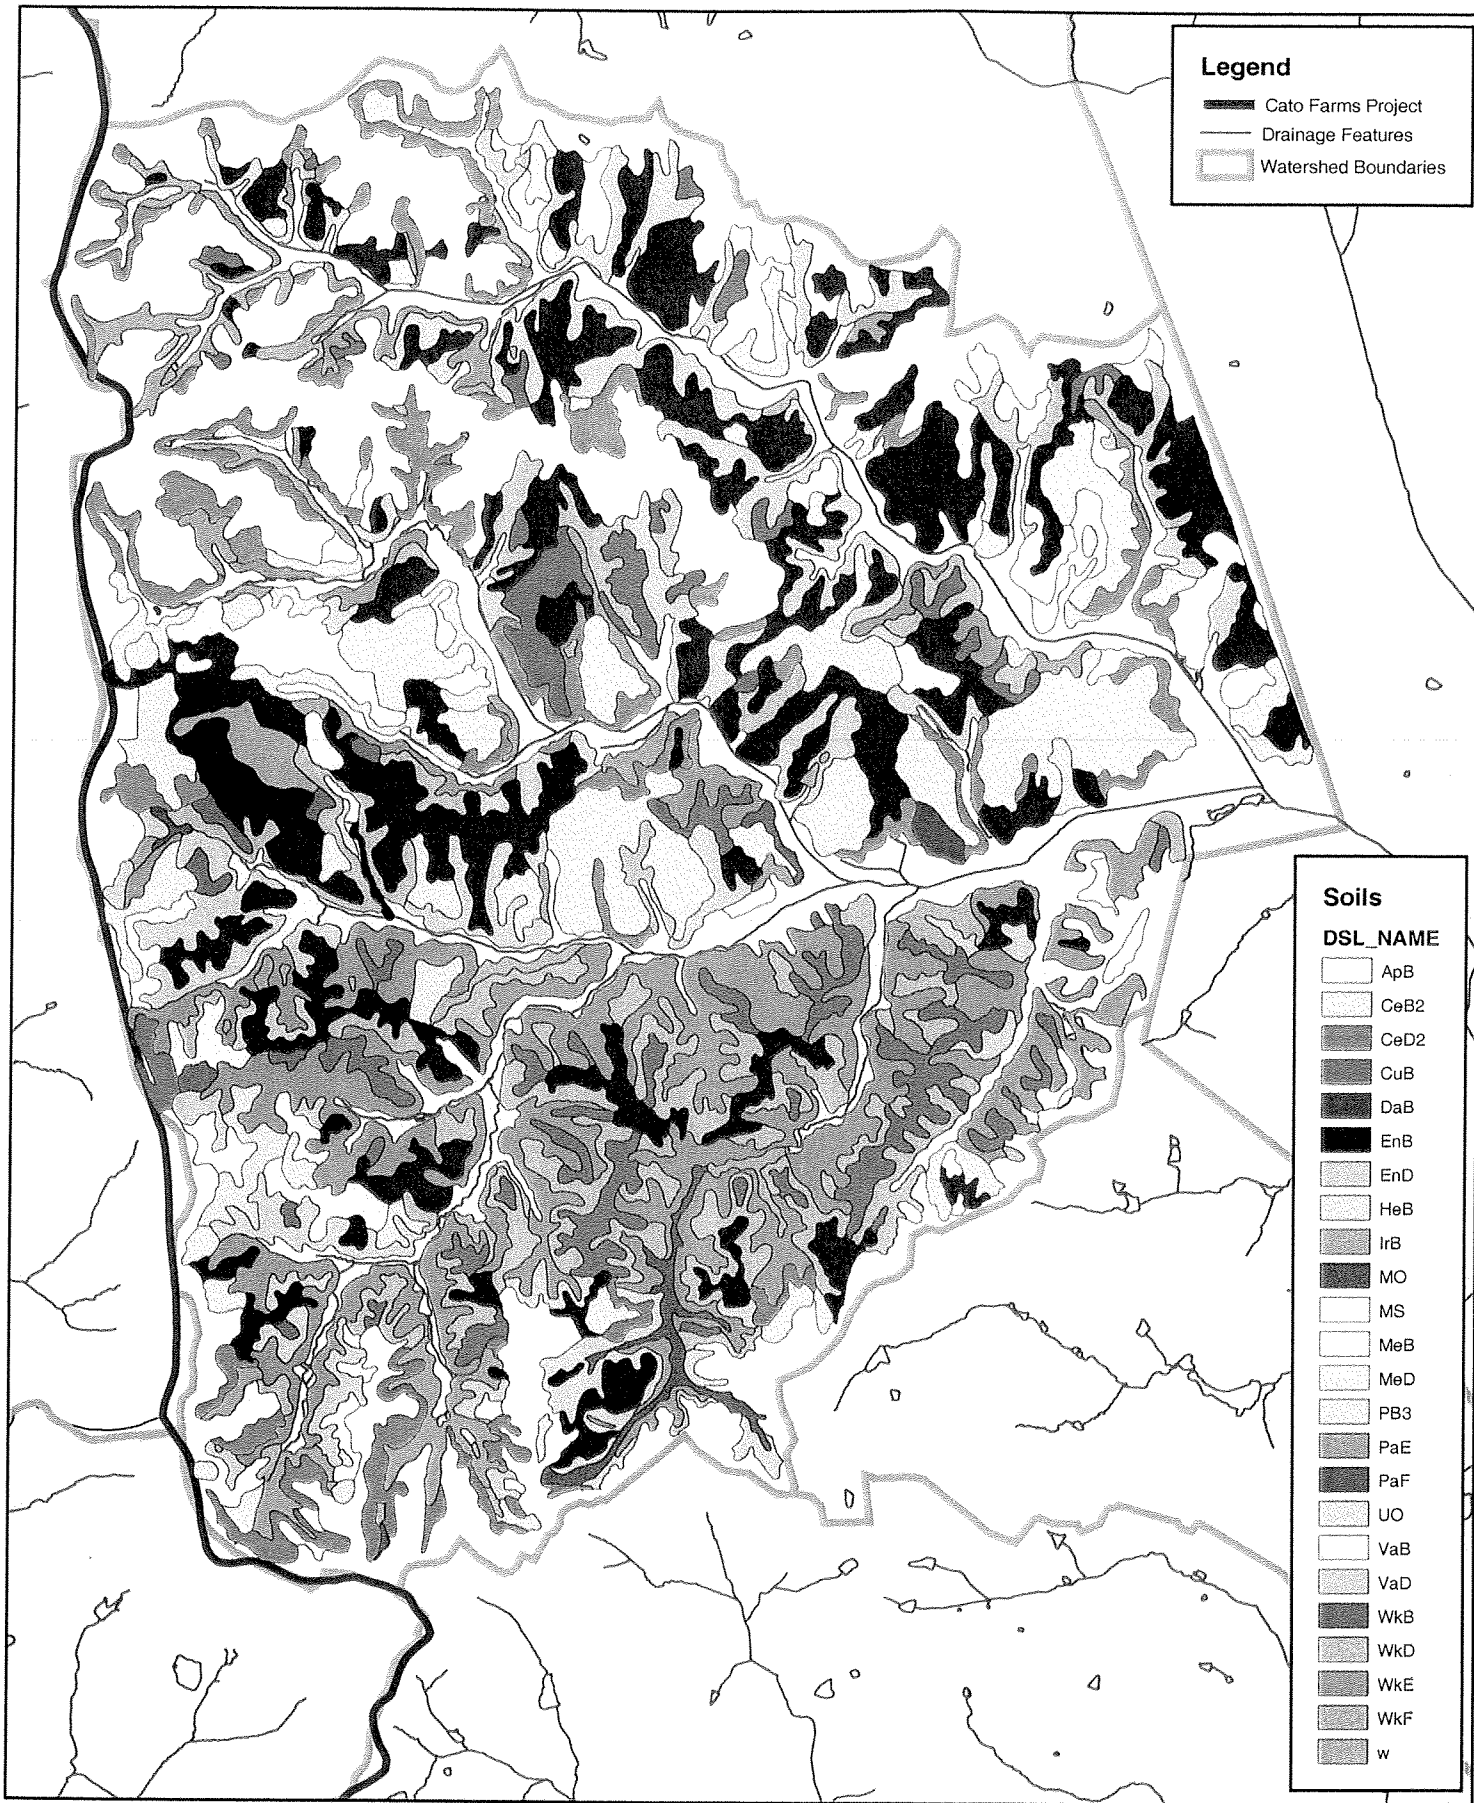 Legend
Cato Farms Project
Drainage Features
Watershed Boundaries
Soils
DSL_NAME
ApB
CeB2
CeD2
CuB
DaB
EnB
EnD
HeB
IrB
MO
MS
MeB
MeD
PB3
PaE
PaF
UO
VaB
VaD
WkB
WkD
WkE
WkF
w